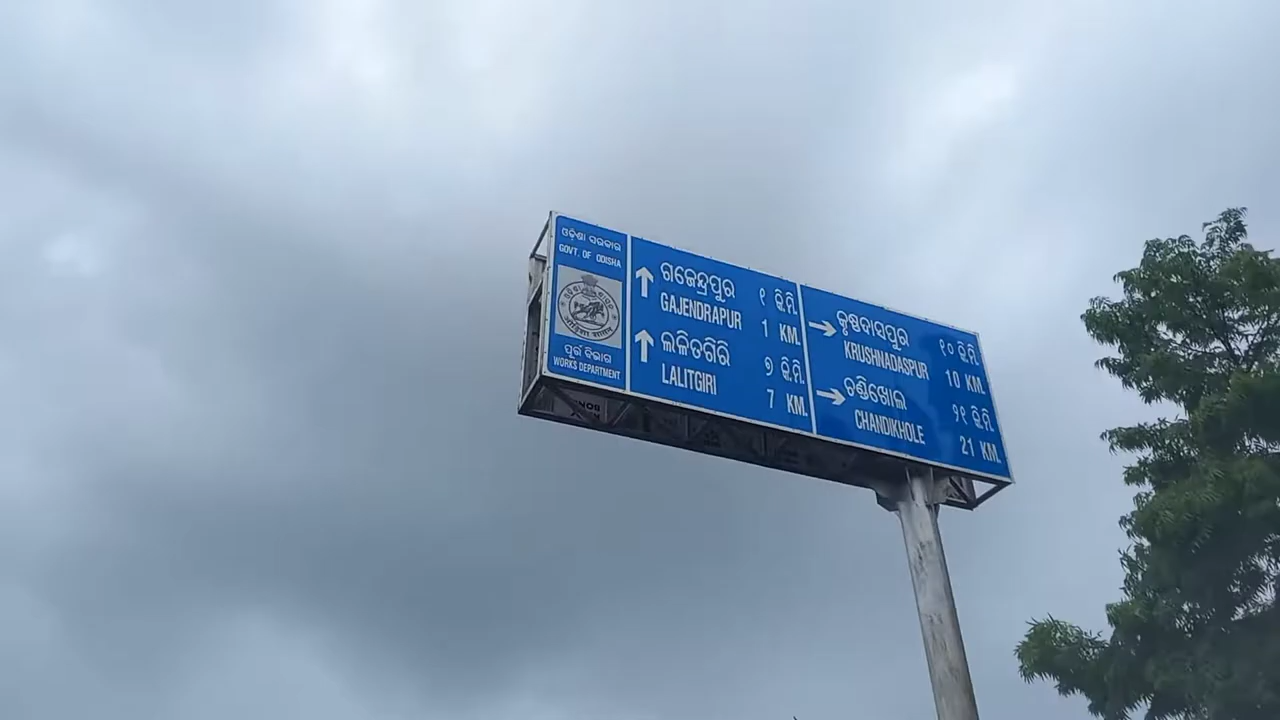 ଓଡ଼ିଶା ସରକାର
GOVT. OF ODISHA
ପୂର୍ତ୍ତ ବିଭାଗ
WORKS DEPARTMENT
ଗଜେନ୍ଦ୍ରପୁର ୧ କି.ମି.
GAJENDRAPUR 1 KM.
ଲଳିତଗିରି ୭ କି.ମି.
LALITGIRI 7 KM.
କୃଷ୍ଣଦାସପୁର ୧୦ କି.ମି.
KRUSHNADASPUR 10 KM.
ଚଣ୍ଡିଖୋଲ ୨୧ କି.ମି.
CHANDIKHOLE 21 KM.